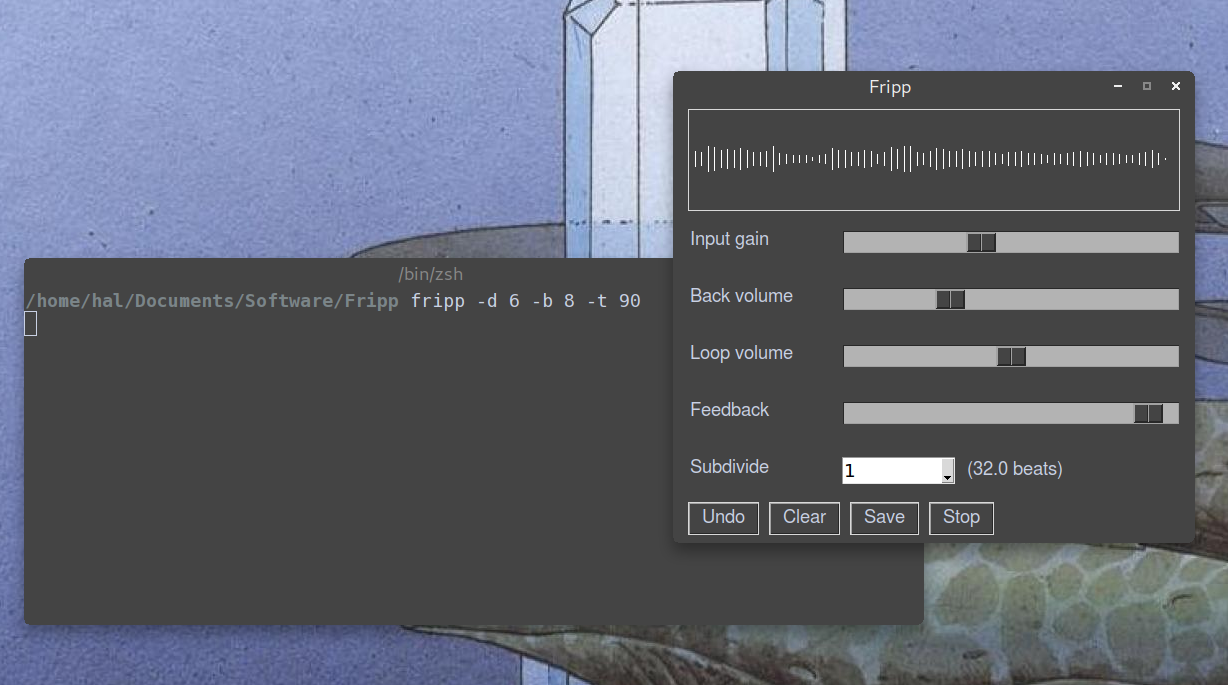 Fripp
Input gain
Back volume
Loop volume
Feedback
Subdivide 1 (32.0 beats)
Undo Clear Save Stop
/bin/zsh
/home/hal/Documents/Software/Fripp fripp -d 6 -b 8 -t 90